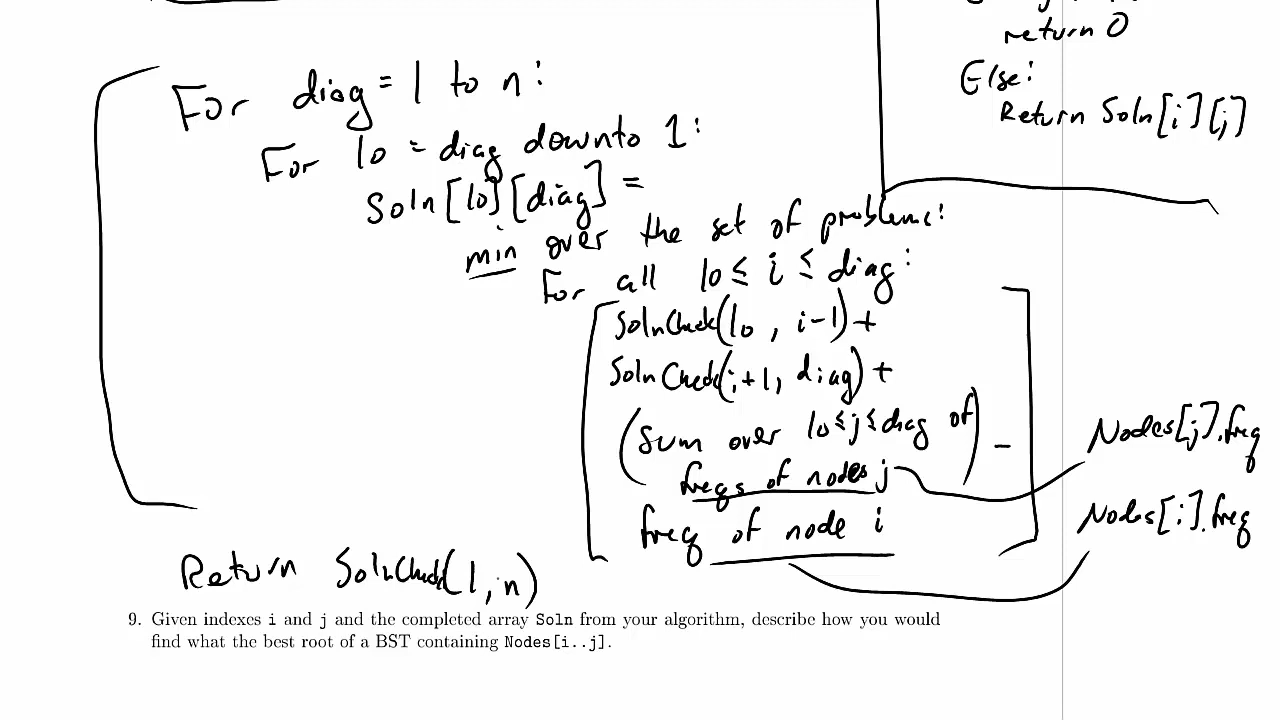 return 0
Else:
Return Soln[i][j]
For diag = 1 to n:
For lo = diag downto 1:
Soln[lo][diag] =
min over the set of problems:
For all lo ≤ i ≤ diag:
SolnCheck(lo, i-1) +
SolnCheck(i+1, diag) +
(sum over lo≤j≤diag of
freqs of nodes j) -
freq of node i
Nodes[j].freq
Nodes[i].freq
Return SolnCheck(1, n)
9. Given indexes i and j and the completed array Soln from your algorithm, describe how you would
find what the best root of a BST containing Nodes[i..j].